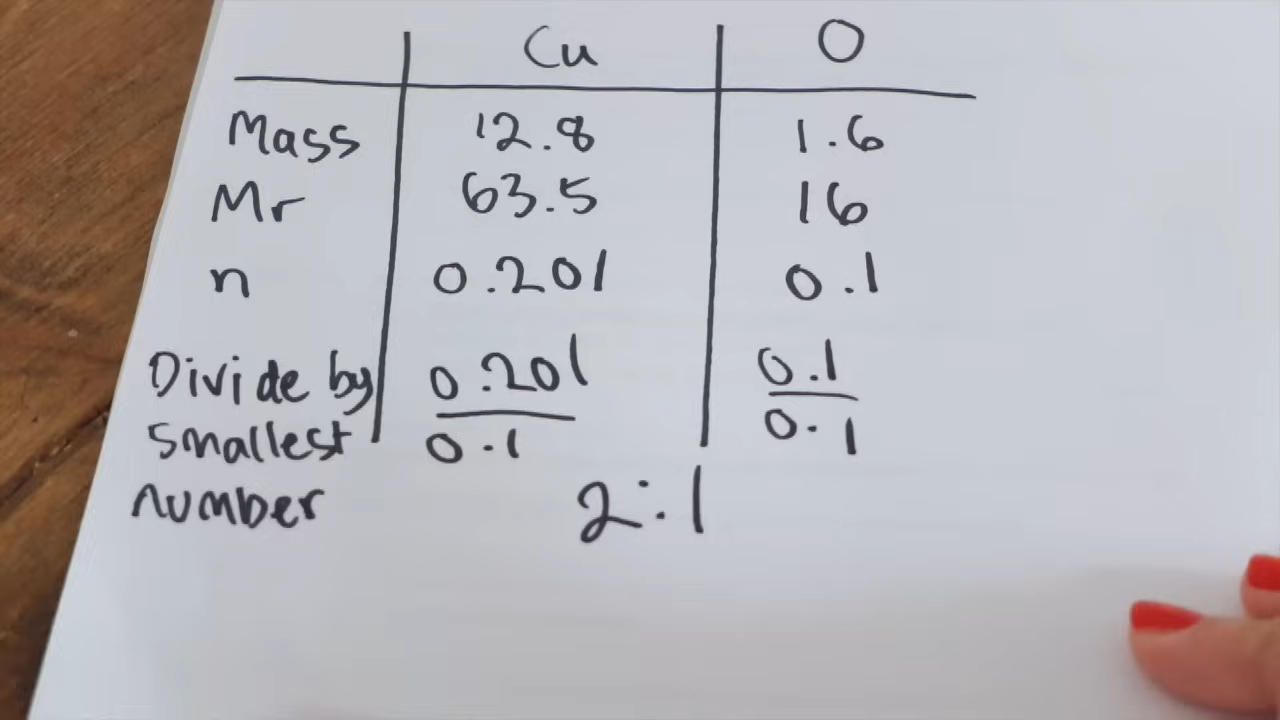 Cu O
Mass 12.8 1.6
Mr 63.5 16
n 0.201 0.1
Divide by 0.201 0.1
smallest 0.1 0.1
number 2:1